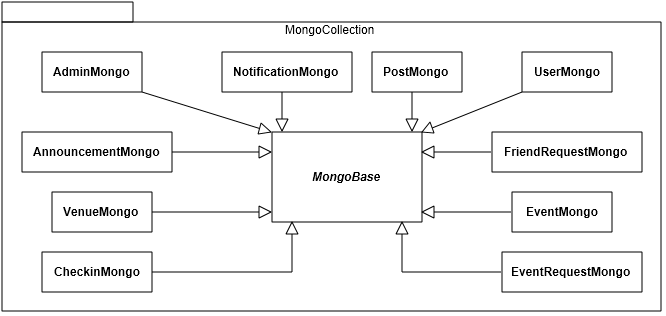 MongoCollection
AdminMongo
NotificationMongo
PostMongo
UserMongo
AnnouncementMongo
MongoBase
FriendRequestMongo
VenueMongo
EventMongo
CheckinMongo
EventRequestMongo